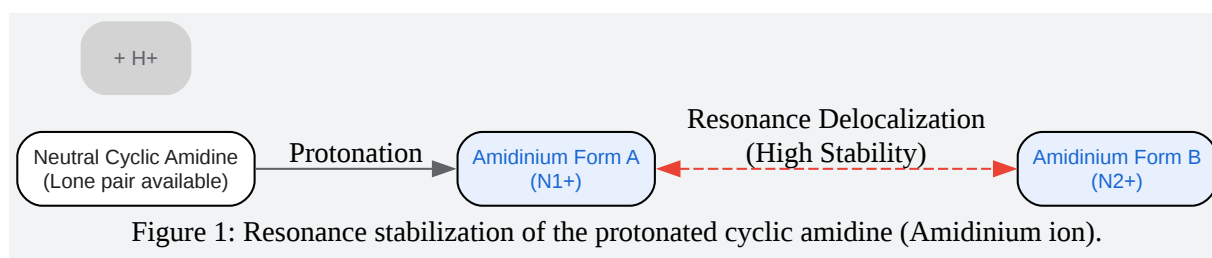 + H+
Neutral Cyclic Amidine
(Lone pair available)
Protonation
Amidinium Form A
(N1+)
Resonance Delocalization
(High Stability)
Amidinium Form B
(N2+)
Figure 1: Resonance stabilization of the protonated cyclic amidine (Amidinium ion).